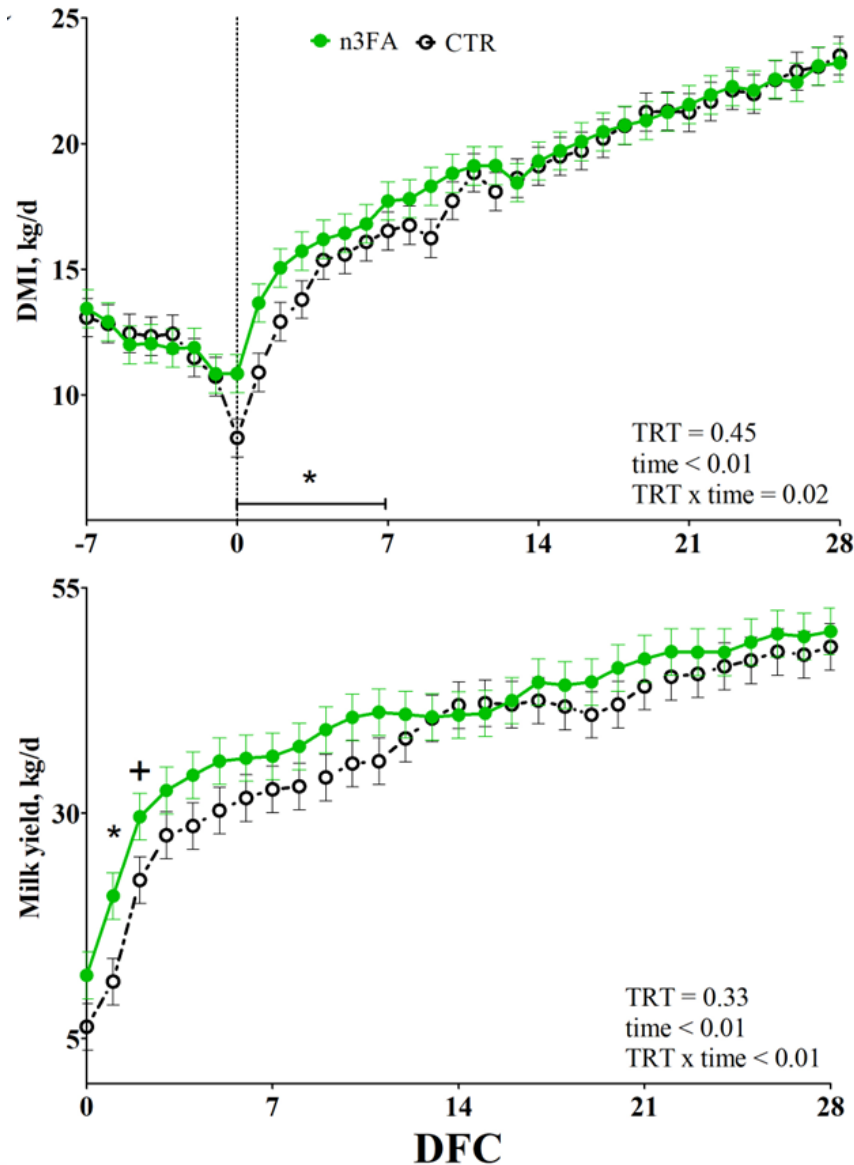 n3FA CTR
DMI, kg/d
25
20
15
10
*
TRT = 0.45
time < 0.01
TRT x time = 0.02
-7 0 7 14 21 28
Milk yield, kg/d
55
30
5
+
*
TRT = 0.33
time < 0.01
TRT x time < 0.01
0 7 14 21 28
DFC